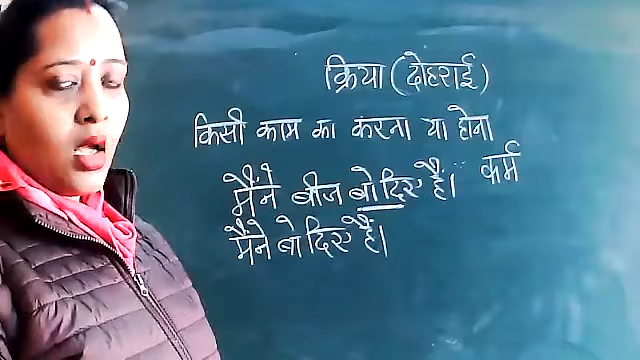 क्रिया (दोहराई)
किसी काम का करना या होना
मैंने बीज बो दिए हैं। कर्म
मैंने बो दिए हैं।